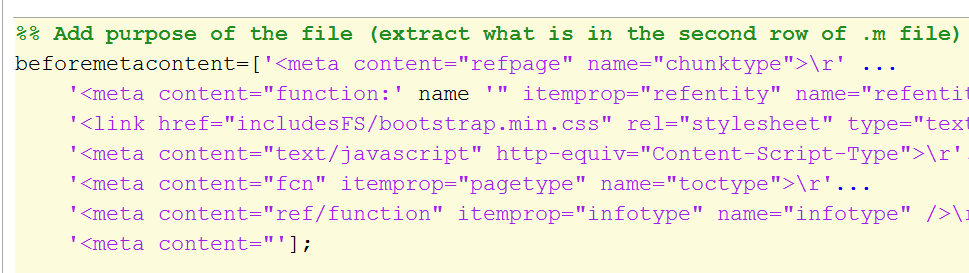 %% Add purpose of the file (extract what is in the second row of .m file)
beforemetacontent=['<meta content="refpage" name="chunktype">\r' ...
'<meta content="function:' name '" itemprop="refentity" name="refentit
'<link href="includesFS/bootstrap.min.css" rel="stylesheet" type="text
'<meta content="text/javascript" http-equiv="Content-Script-Type">\r'.
'<meta content="fcn" itemprop="pagetype" name="toctype">\r'...
'<meta content="ref/function" itemprop="infotype" name="infotype" />\r
'<meta content="'];